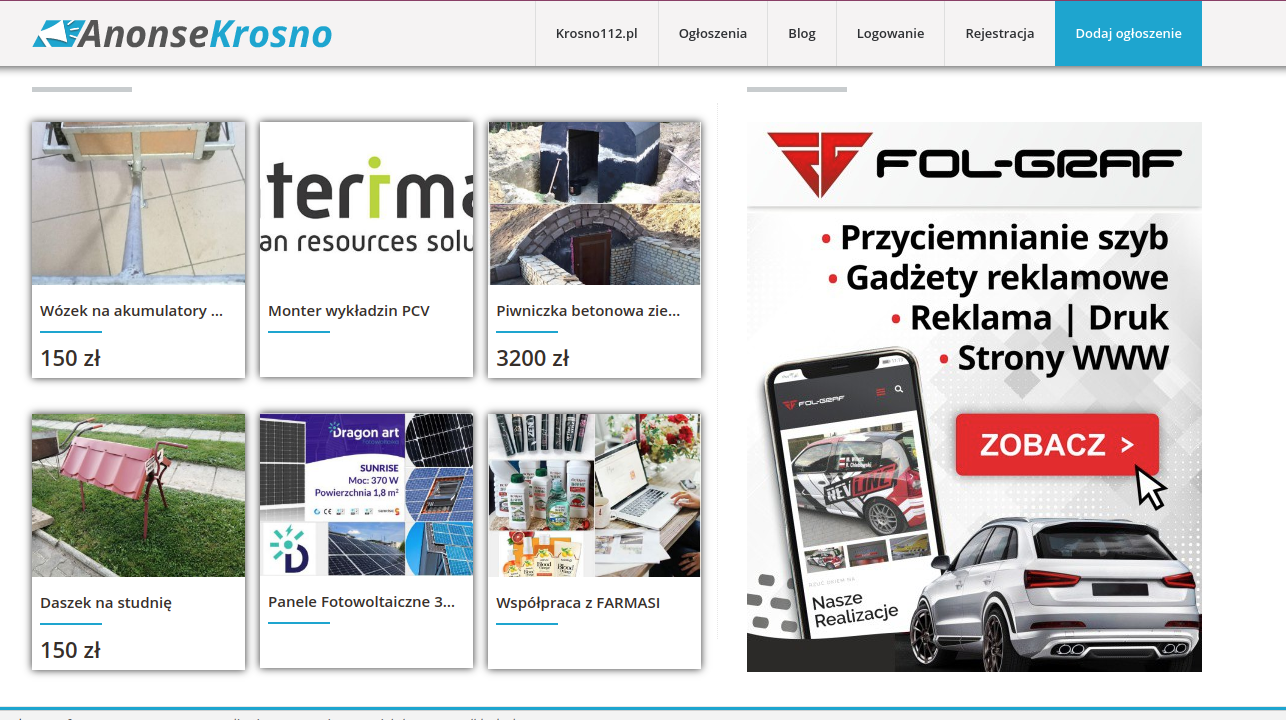 AnonseKrosno
Krosno112.pl
Ogłoszenia
Blog
Logowanie
Rejestracja
Dodaj ogłoszenie
Wózek na akumulatory ...
150 zł
terima
an resources solu
Monter wykładzin PCV
Piwniczka betonowa zie...
3200 zł
Daszek na studnię
150 zł
Dragon art
SUNRISE
Moc: 370 W
Powierzchnia 1,8 m²
Panele Fotowoltaiczne 3...
Współpraca z FARMASI
FOL-GRAF
• Przyciemnianie szyb
• Gadżety reklamowe
• Reklama | Druk
• Strony WWW
ZOBACZ >
FOL-GRAF
REVLINE
Nasze
Realizacje